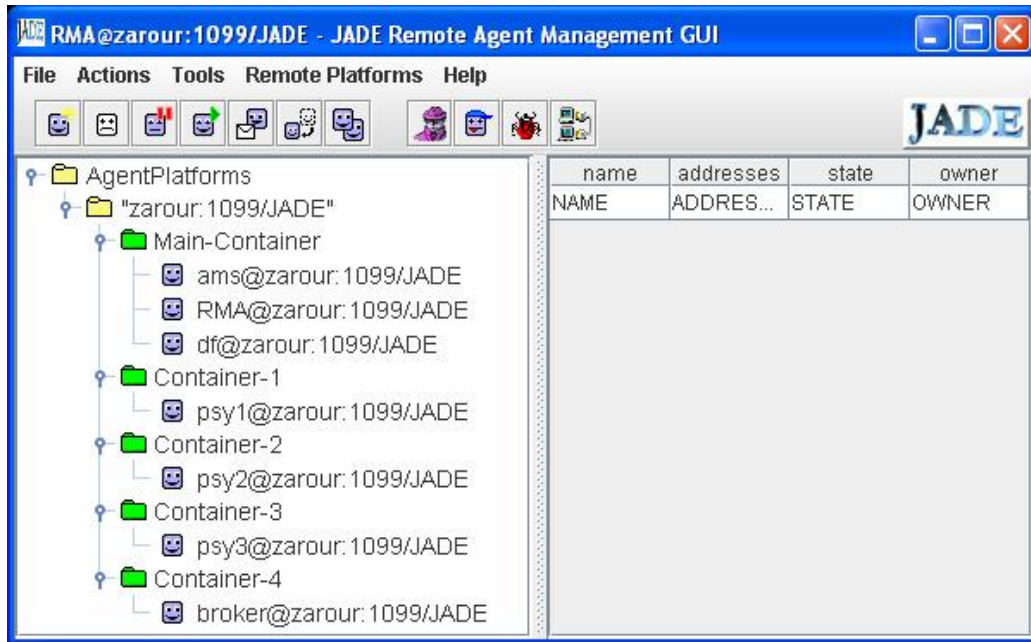 RMA@zarour:1099/JADE - JADE Remote Agent Management GUI
File Actions Tools Remote Platforms Help
JADE
AgentPlatforms
"zarour:1099/JADE"
Main-Container
ams@zarour:1099/JADE
RMA@zarour:1099/JADE
df@zarour:1099/JADE
Container-1
psy1@zarour:1099/JADE
Container-2
psy2@zarour:1099/JADE
Container-3
psy3@zarour:1099/JADE
Container-4
broker@zarour:1099/JADE
name addresses state owner
NAME ADDRES... STATE OWNER